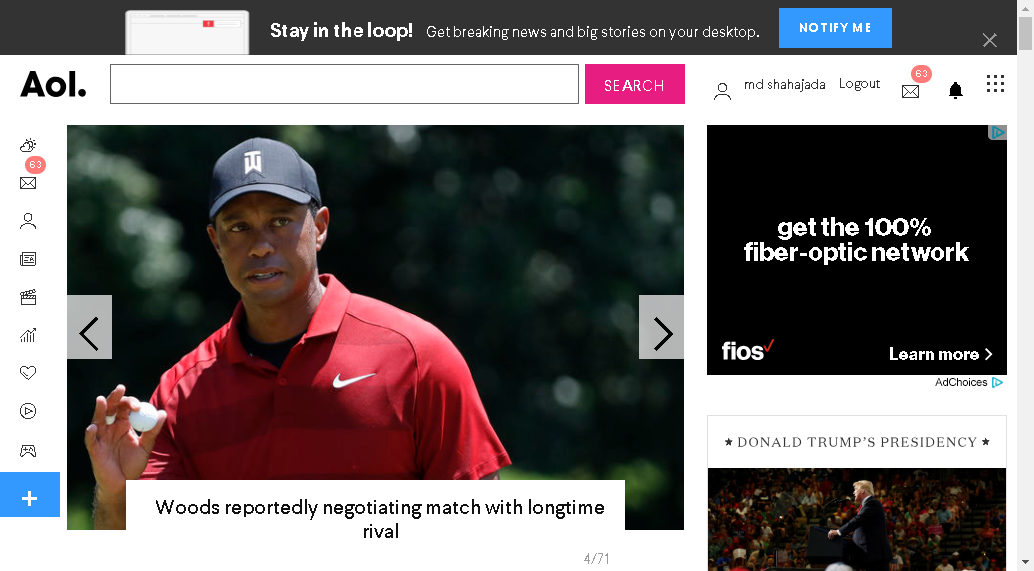 Stay in the loop! Get breaking news and big stories on your desktop.
NOTIFY ME
Aol.
SEARCH
md shahajada
Logout
63
63
get the 100%
fiber-optic network
fios
Learn more
AdChoices
Woods reportedly negotiating match with longtime
rival
4/71
DONALD TRUMP'S PRESIDENCY